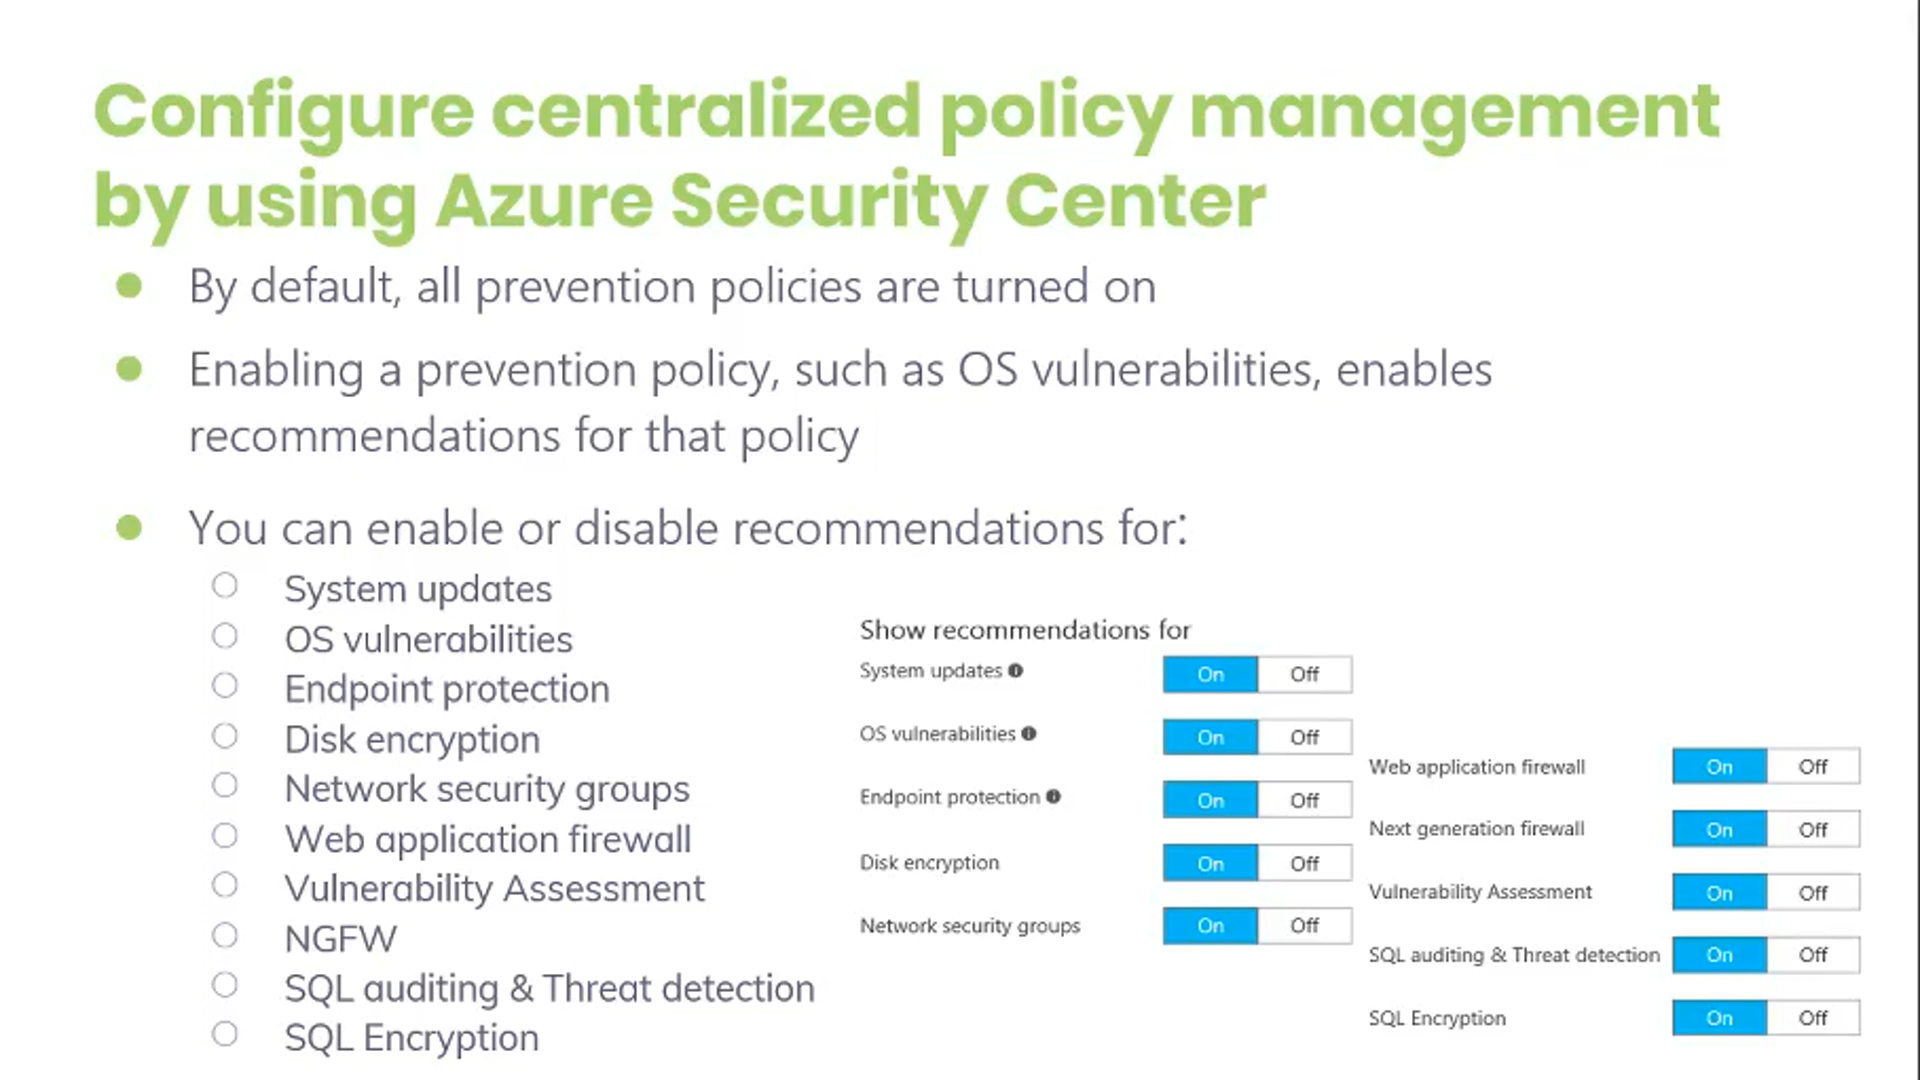 Configure centralized policy management
by using Azure Security Center
By default, all prevention policies are turned on
Enabling a prevention policy, such as OS vulnerabilities, enables
recommendations for that policy
You can enable or disable recommendations for:
System updates
OS vulnerabilities
Endpoint protection
Disk encryption
Network security groups
Web application firewall
Vulnerability Assessment
NGFW
SQL auditing & Threat detection
SQL Encryption
Show recommendations for
System updates On Off
OS vulnerabilities On Off
Endpoint protection On Off
Disk encryption On Off
Network security groups On Off
Web application firewall On Off
Next generation firewall On Off
Vulnerability Assessment On Off
SQL auditing & Threat detection On Off
SQL Encryption On Off